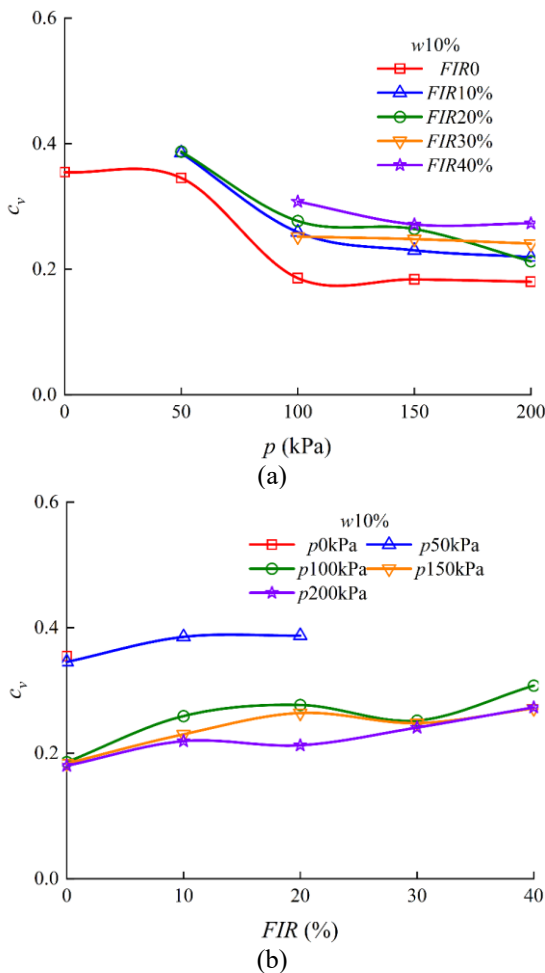 0.6
w10%
FIR0
FIR10%
FIR20%
FIR30%
FIR40%
0.4
c_v
0.2
0.0
0 50 100 150 200
p (kPa)
(a)
0.6
w10%
p0kPa p50kPa
p100kPa p150kPa
p200kPa
0.4
c_v
0.2
0.0
0 10 20 30 40
FIR (%)
(b)